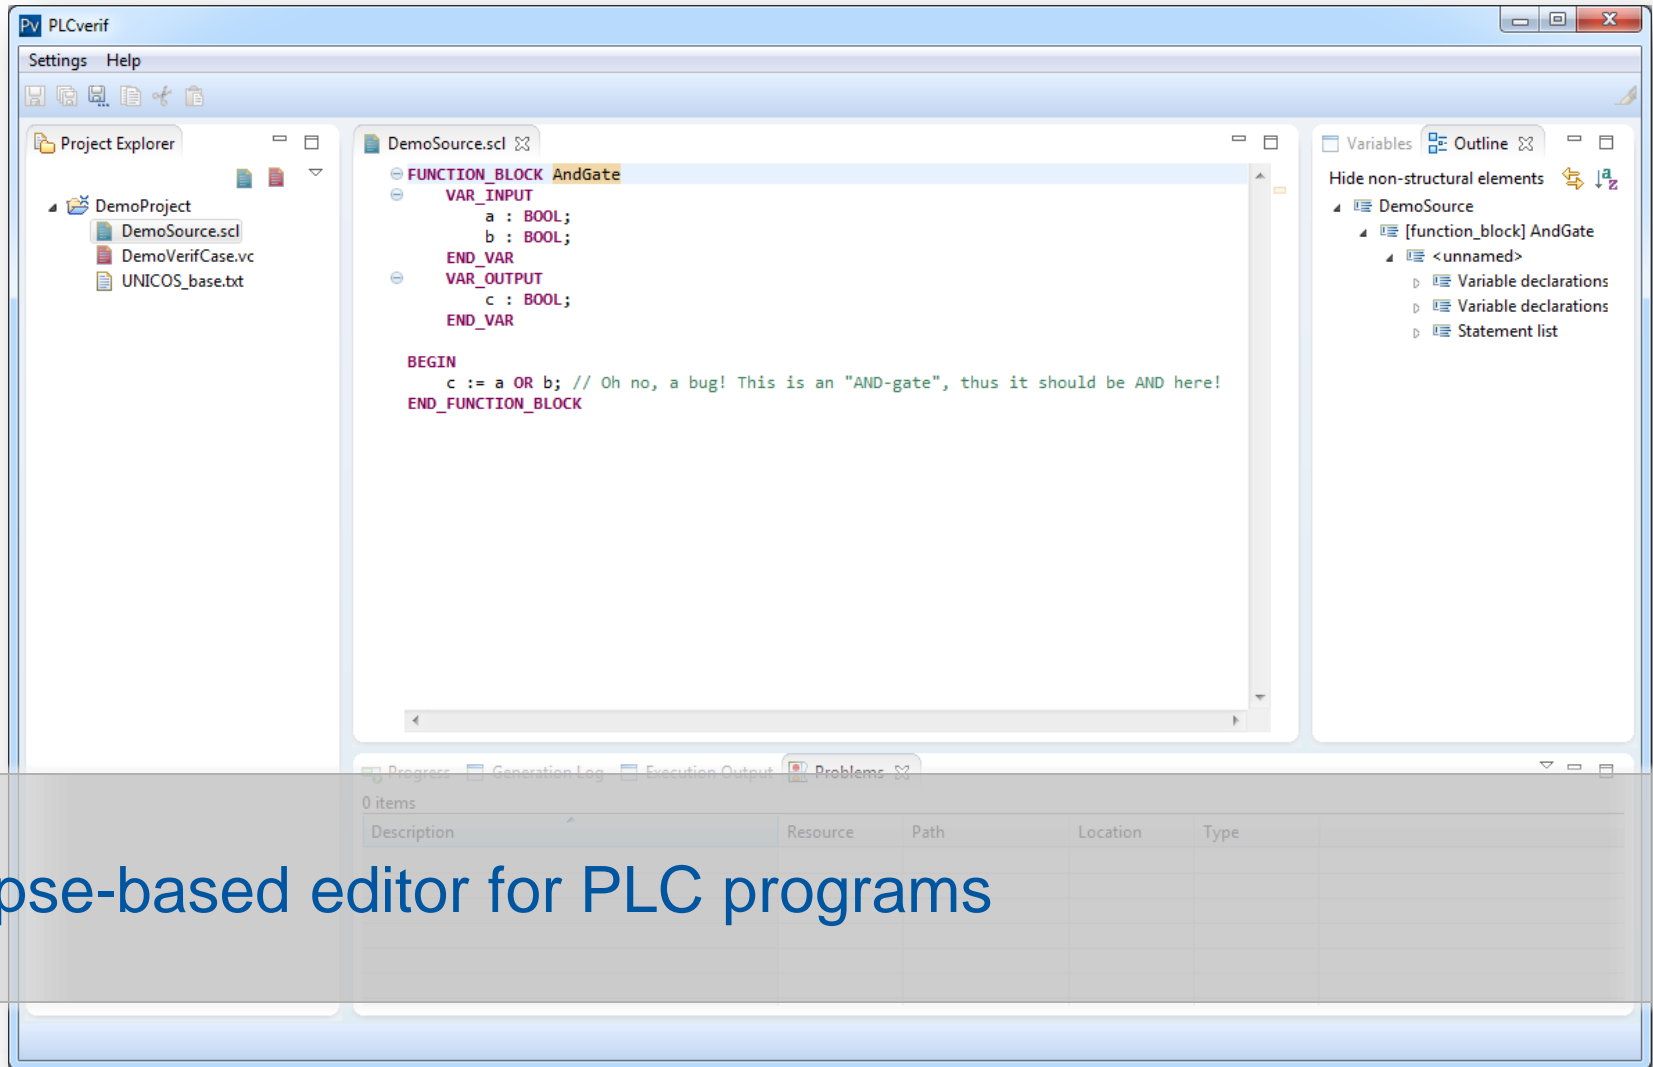 PLCverif
Settings Help
Project Explorer
DemoProject
DemoSource.scl
DemoVerifCase.vc
UNICOS_base.txt
DemoSource.scl
FUNCTION_BLOCK AndGate
VAR_INPUT
a : BOOL;
b : BOOL;
END_VAR
VAR_OUTPUT
c : BOOL;
END_VAR
BEGIN
c := a OR b; // Oh no, a bug! This is an "AND-gate", thus it should be AND here!
END_FUNCTION_BLOCK
Variables Outline
Hide non-structural elements
DemoSource
[function_block] AndGate
<unnamed>
Variable declarations
Variable declarations
Statement list
Progress Generation Log Execution Output Problems
0 items
Description Resource Path Location Type
pse-based editor for PLC programs